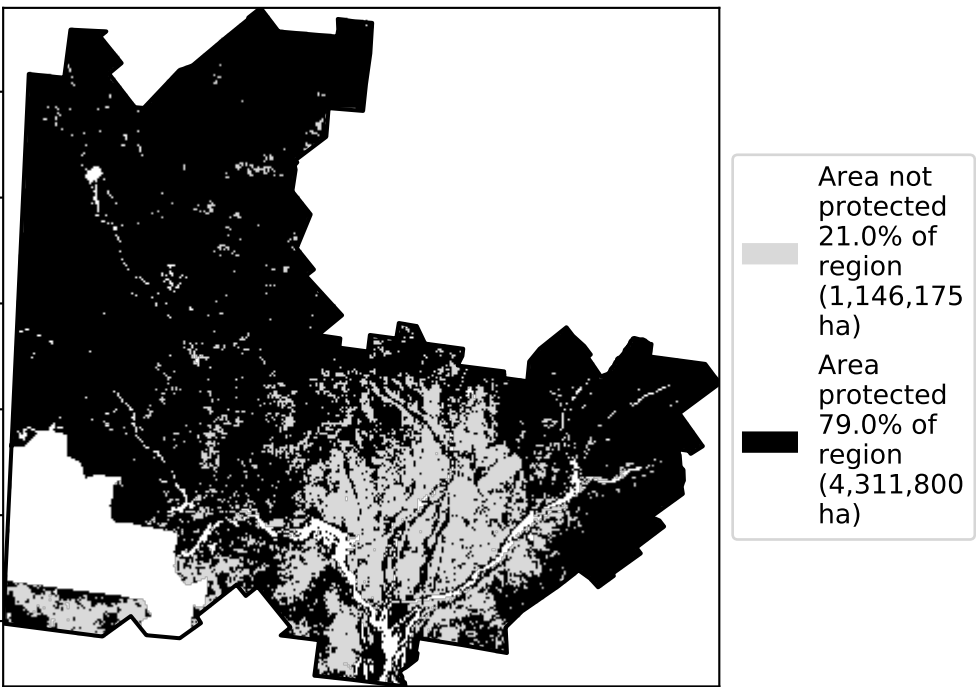 Area not
protected
21.0% of
region
(1,146,175
ha)
Area
protected
79.0% of
region
(4,311,800
ha)